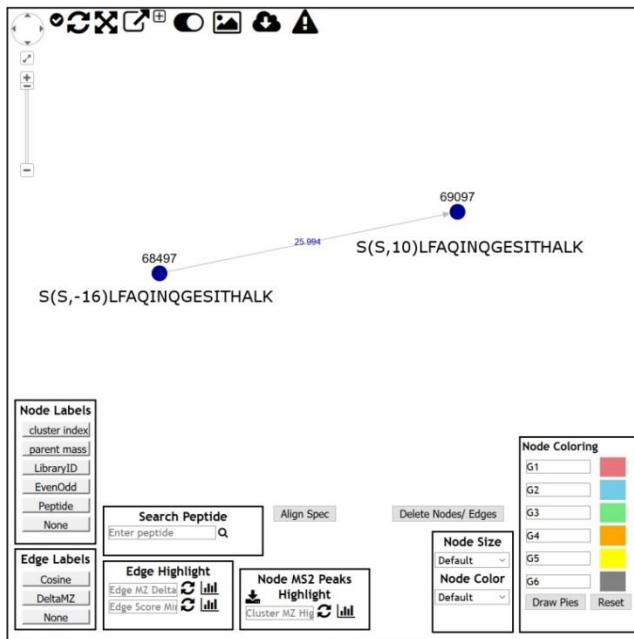 69097
25.994
S(S,10)LFAQINQGESITHALK
68497
S(S,-16)LFAQINQGESITHALK
Node Labels
cluster index
parent mass
LibraryID
EvenOdd
Peptide
None
Edge Labels
Cosine
DeltaMZ
None
Search Peptide
Enter peptide
Align Spec
Delete Nodes/ Edges
Edge Highlight
Edge MZ Delta
Edge Score Mi
Node MS2 Peaks
Highlight
Cluster MZ Hig
Node Size
Default
Node Color
Default
Node Coloring
G1
G2
G3
G4
G5
G6
Draw Pies
Reset